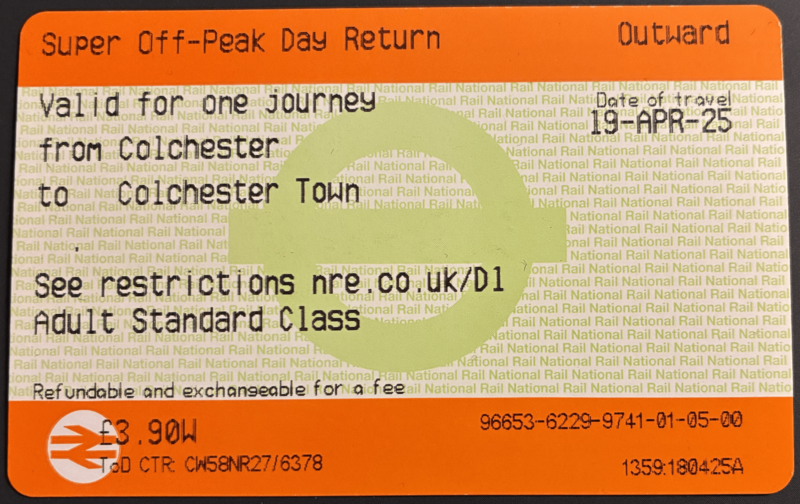 Super Off-Peak Day Return Outward
Valid for one journey
Date of travel
19-APR-25
from Colchester
to Colchester Town
See restrictions nre.co.uk/D1
Adult Standard Class
Refundable and exchangeable for a fee
£3.90W
96653-6229-9741-01-05-00
ToD CTR: CW58NR27/6378
1359:180425A